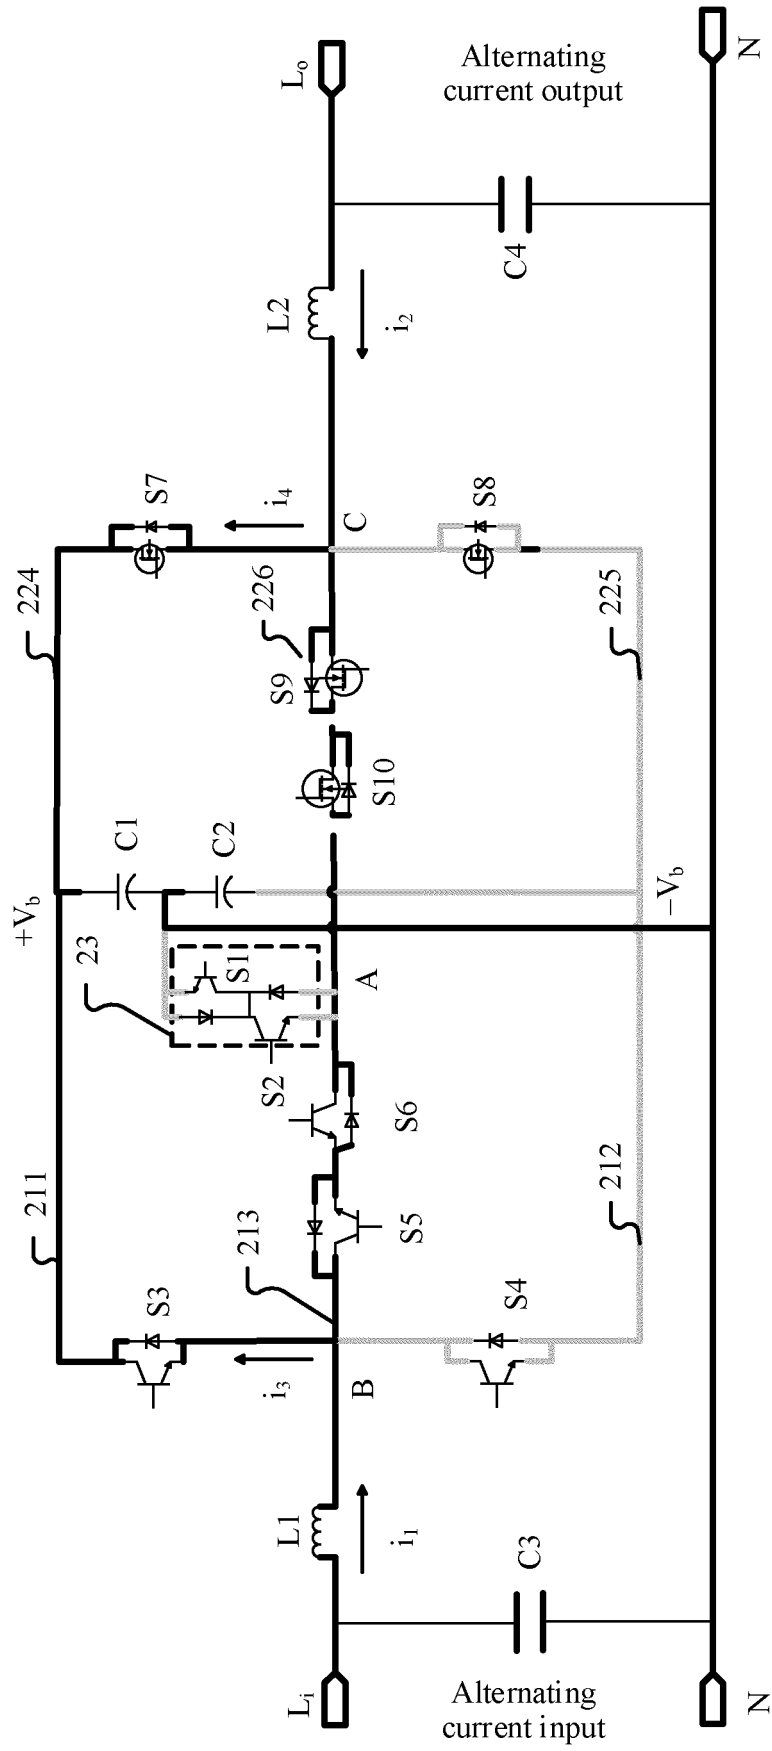 Alternating
current output
Lo
N
C4
L2
i2
S7
i4
C
S8
224
226
225
S9
S10
C1
C2
+Vb
−Vb
23
S1
A
S2
S6
211
213
S5
212
S3
S4
i3
B
L1
i1
C3
Li
Alternating
current input
N